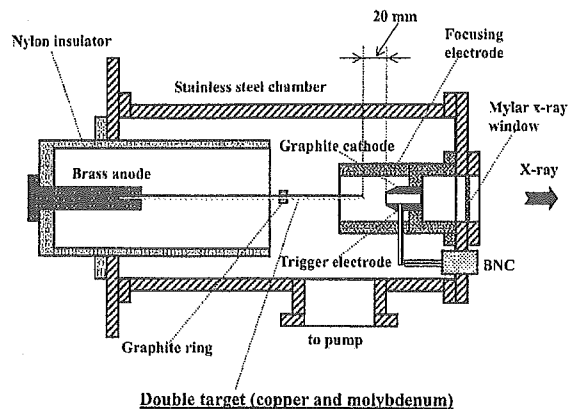 20 mm
Focusing
electrode
Nylon insulator
Stainless steel chamber
Mylar x-ray
window
Graphite cathode
X-ray
Brass anode
Trigger electrode
BNC
Graphite ring
to pump
Double target (copper and molybdenum)